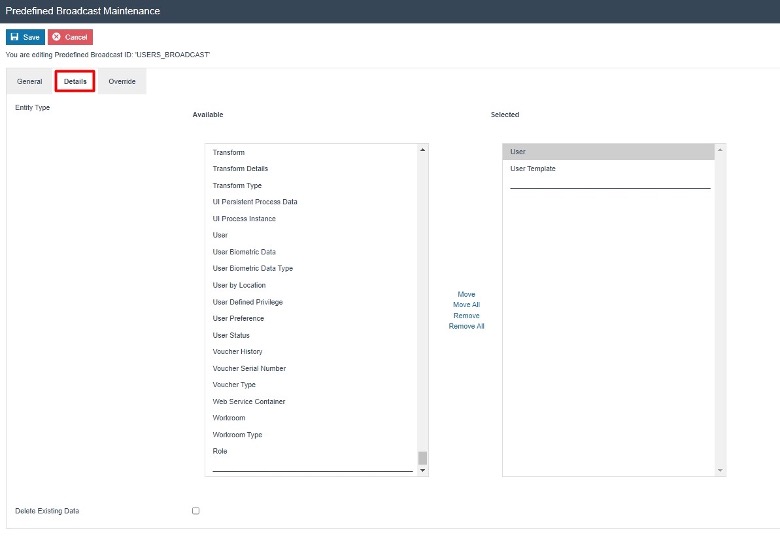 Predefined Broadcast Maintenance
Save
Cancel
You are editing Predefined Broadcast ID: 'USERS_BROADCAST'
General
Details
Override
Entity Type
Available
Transform
Transform Details
Transform Type
UI Persistent Process Data
UI Process Instance
User
User Biometric Data
User Biometric Data Type
User by Location
User Defined Privilege
User Preference
User Status
Voucher History
Voucher Serial Number
Voucher Type
Web Service Container
Workroom
Workroom Type
Role
Move
Move All
Remove
Remove All
Selected
User
User Template
Delete Existing Data